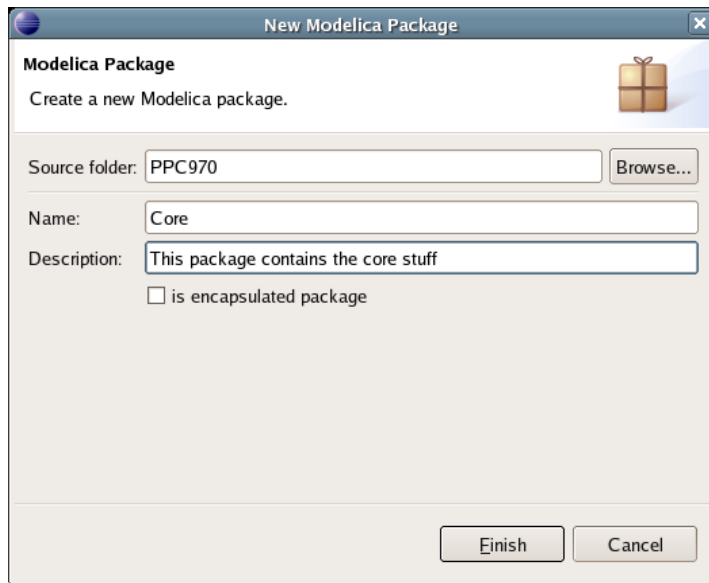 New Modelica Package
Modelica Package
Create a new Modelica package.
Source folder: PPC970 Browse...
Name: Core
Description: This package contains the core stuff
is encapsulated package
Finish Cancel